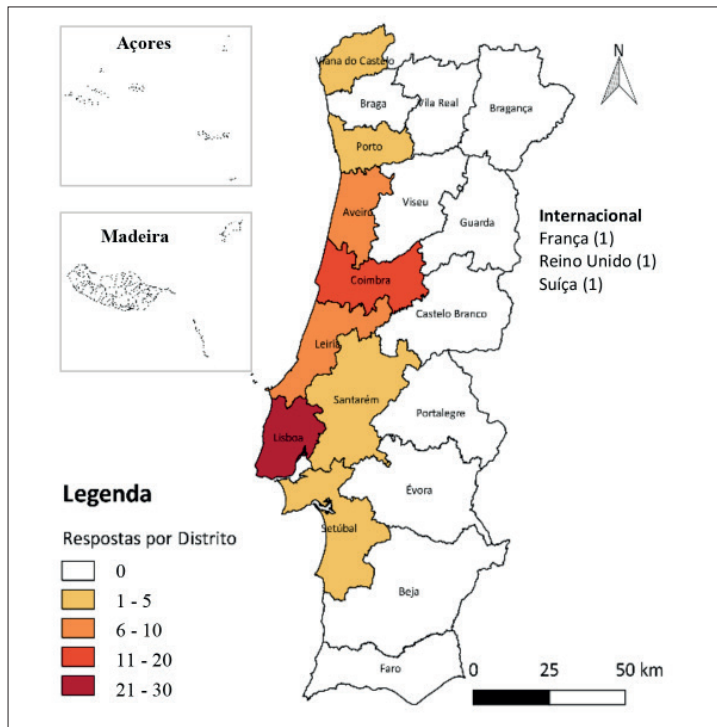 Açores
Madeira
N
Viana do Castelo
Braga
Vila Real
Bragança
Porto
Aveiro
Viseu
Guarda
Coimbra
Castelo Branco
Leiria
Santarém
Portalegre
Lisboa
Évora
Setúbal
Beja
Faro
Internacional
França (1)
Reino Unido (1)
Suíça (1)
Legenda
Respostas por Distrito
0
1 - 5
6 - 10
11 - 20
21 - 30
0 25 50 km